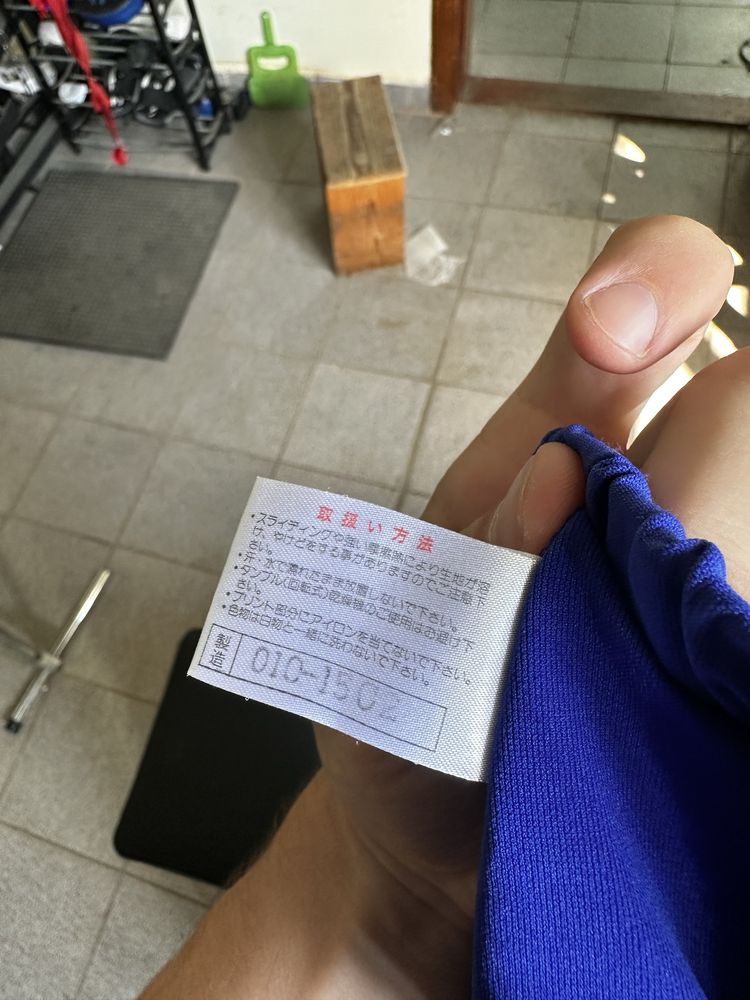 取扱い方法
・スライディングや強い摩擦熱により生地が溶
け、やけどをする事がありますのでご注意下
さい。
・汗・水で濡れたまま放置しないで下さい。
・タンブル(回転式)乾燥機のご使用はお避け下
さい。
・プリント部分にアイロンを当てないで下さい。
・色物は白物と一緒に洗わないで下さい。
製造 010-1502